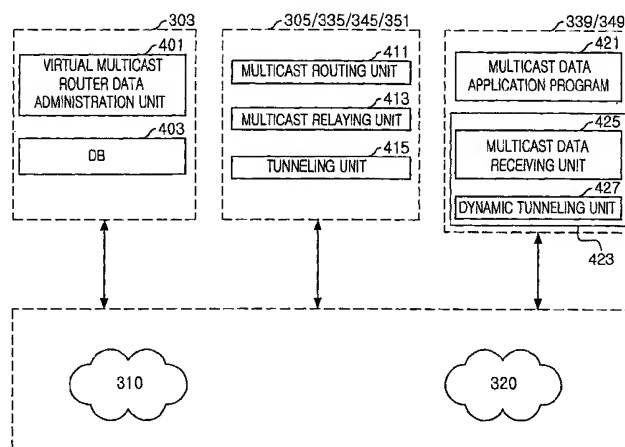 303
401
VIRTUAL MULTICAST
ROUTER DATA
ADMINISTRATION UNIT
403
DB
305/335/345/351
411
MULTICAST ROUTING UNIT
413
MULTICAST RELAYING UNIT
415
TUNNELING UNIT
339/349
421
MULTICAST DATA
APPLICATION PROGRAM
425
MULTICAST DATA
RECEIVING UNIT
427
DYNAMIC TUNNELING UNIT
423
310
320